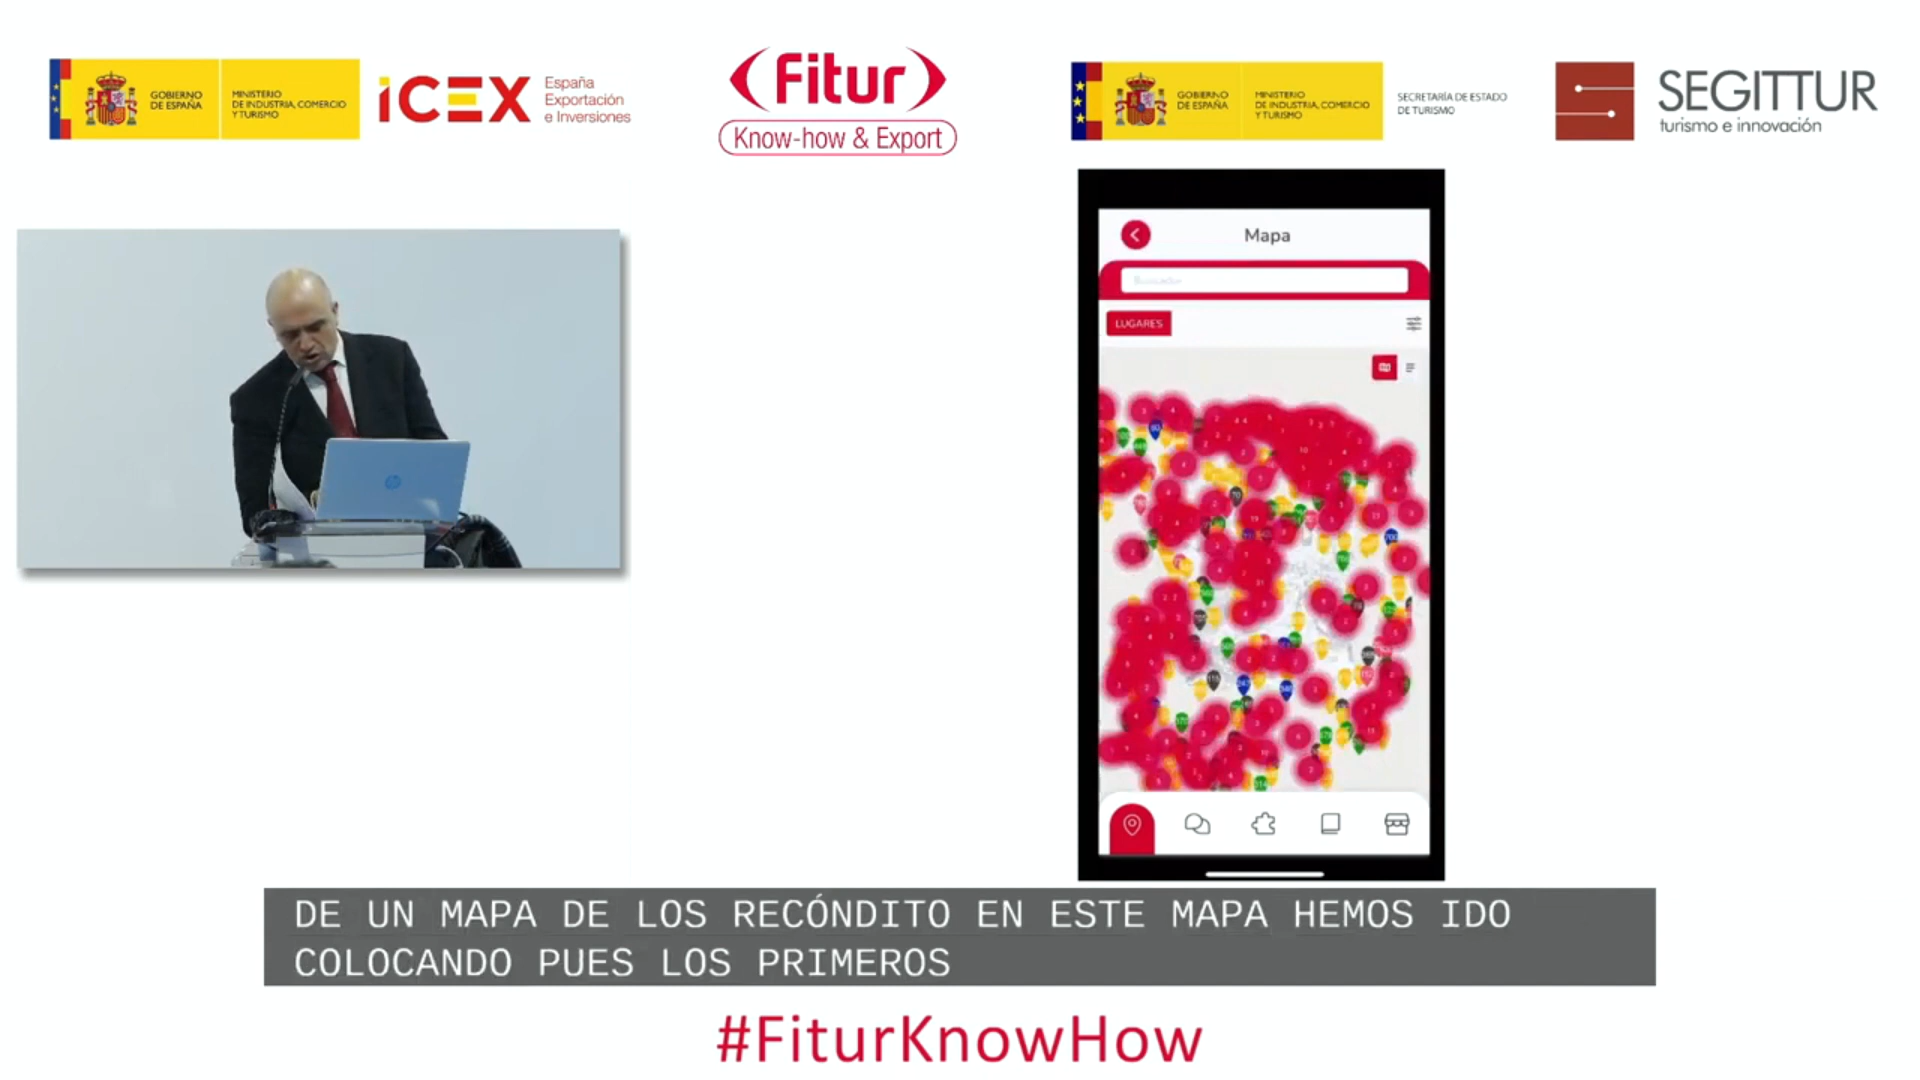 GOBIERNO
DE ESPAÑA
MINISTERIO
DE INDUSTRIA, COMERCIO
Y TURISMO
iCEX
España
Exportación
e Inversiones
Fitur
Know-how & Export
GOBIERNO
DE ESPAÑA
MINISTERIO
DE INDUSTRIA, COMERCIO
Y TURISMO
SECRETARÍA DE ESTADO
DE TURISMO
SEGITTUR
turismo e innovación
Mapa
LUGARES
hp
DE UN MAPA DE LOS RECÓNDITO EN ESTE MAPA HEMOS IDO
COLOCANDO PUES LOS PRIMEROS
#FiturKnowHow